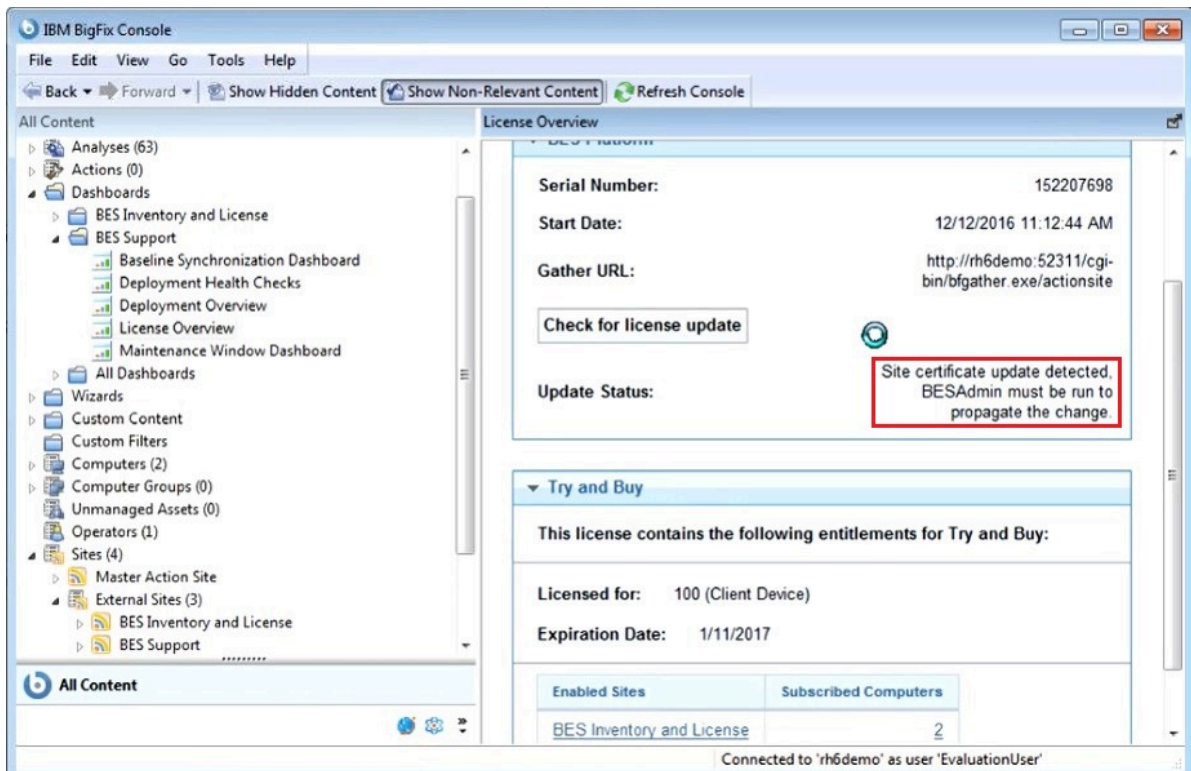 IBM BigFix Console
File Edit View Go Tools Help
Back Forward Show Hidden Content Show Non-Relevant Content Refresh Console
All Content
Analyses (63)
Actions (0)
Dashboards
BES Inventory and License
BES Support
Baseline Synchronization Dashboard
Deployment Health Checks
Deployment Overview
License Overview
Maintenance Window Dashboard
All Dashboards
Wizards
Custom Content
Custom Filters
Computers (2)
Computer Groups (0)
Unmanaged Assets (0)
Operators (1)
Sites (4)
Master Action Site
External Sites (3)
BES Inventory and License
BES Support
All Content
License Overview
BES Platform
Serial Number: 152207698
Start Date: 12/12/2016 11:12:44 AM
Gather URL: http://rh6demo:52311/cgi-
bin/bfgather.exe/actionsite
Check for license update
Update Status: Site certificate update detected,
BESAdmin must be run to
propagate the change.
Try and Buy
This license contains the following entitlements for Try and Buy:
Licensed for: 100 (Client Device)
Expiration Date: 1/11/2017
Enabled Sites Subscribed Computers
BES Inventory and License 2
Connected to 'rh6demo' as user 'EvaluationUser'